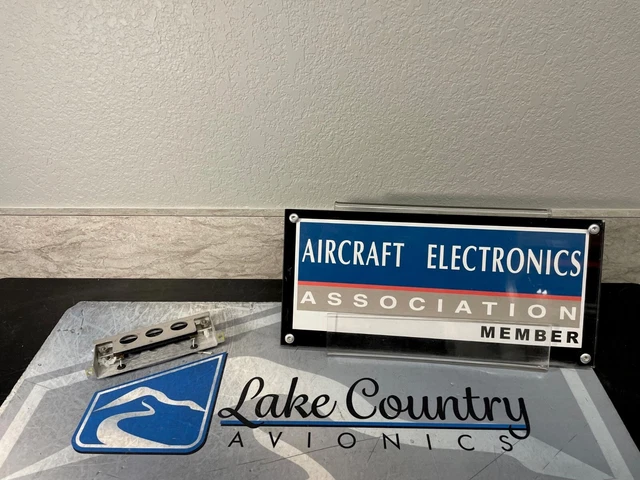 AIRCRAFT ELECTRONICS
ASSOCIATION
MEMBER
Lake Country
AVIONICS